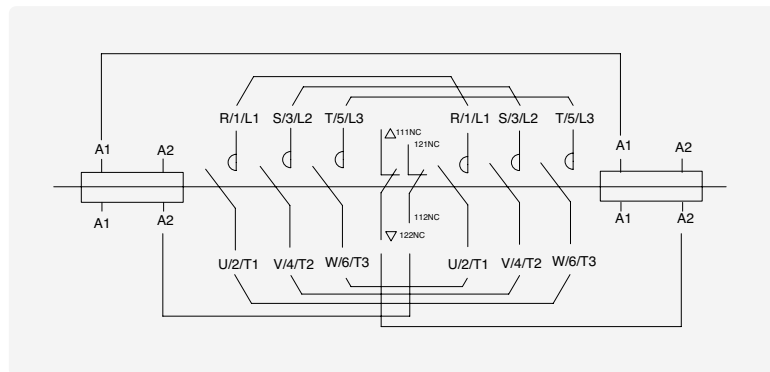 R/1/L1 S/3/L2 T/5/L3 R/1/L1 S/3/L2 T/5/L3
111NC
121NC
A1 A2 A1 A2
A1 A2 A1 A2
112NC
122NC
U/2/T1 V/4/T2 W/6/T3 U/2/T1 V/4/T2 W/6/T3